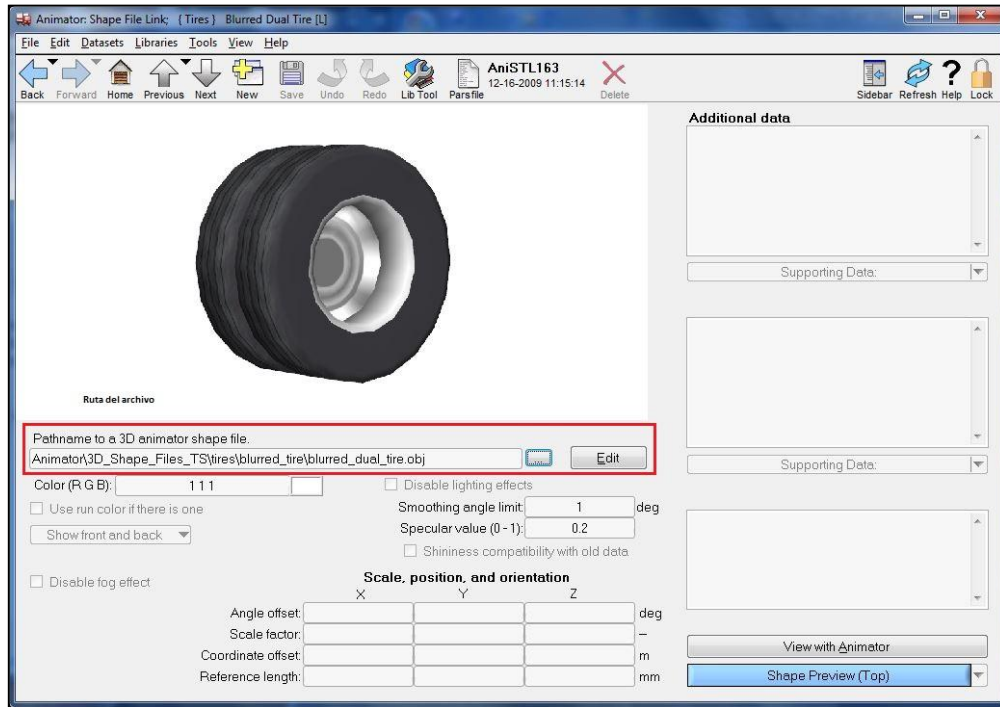 Animator: Shape File Link; { Tires } Blurred Dual Tire [L]
File Edit Datasets Libraries Tools View Help
Back Forward Home Previous Next New Save Undo Redo Lib Tool Parsfile AniSTL163 12-16-2009 11:15:14 Delete Sidebar Refresh Help Lock
Additional data
Supporting Data:
Ruta del archivo
Pathname to a 3D animator shape file.
Animator\3D_Shape_Files_TS\tires\blurred_tire\blurred_dual_tire.obj ... Edit
Supporting Data:
Color (R G B): 1 1 1 Disable lighting effects
Use run color if there is one Smoothing angle limit: 1 deg
Show front and back Specular value (0 - 1): 0.2
Shininess compatibility with old data
Disable fog effect Scale, position, and orientation
X Y Z
Angle offset: deg
Scale factor: –
Coordinate offset: m
Reference length: mm
View with Animator
Shape Preview (Top)